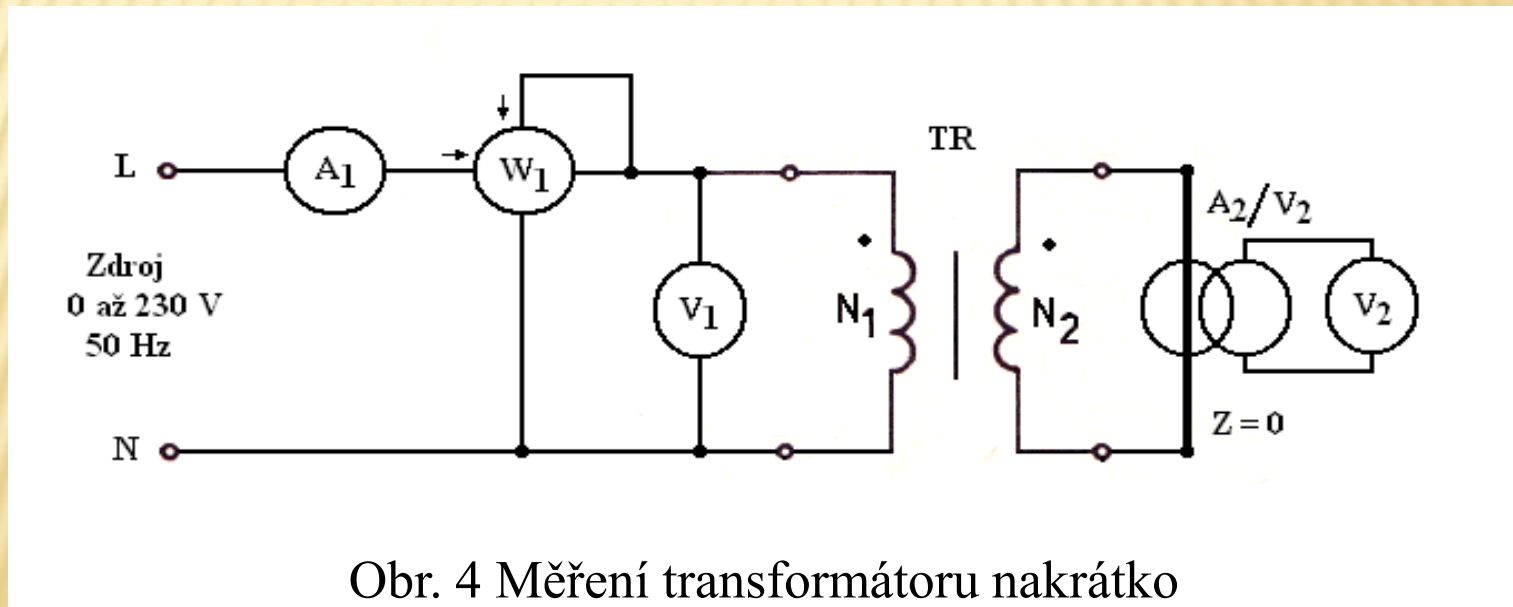 TR
L
A1
W1
A2/V2
Zdroj
0 až 230 V
50 Hz
V1
N1
N2
V2
Z = 0
N
Obr. 4 Měření transformátoru nakrátko